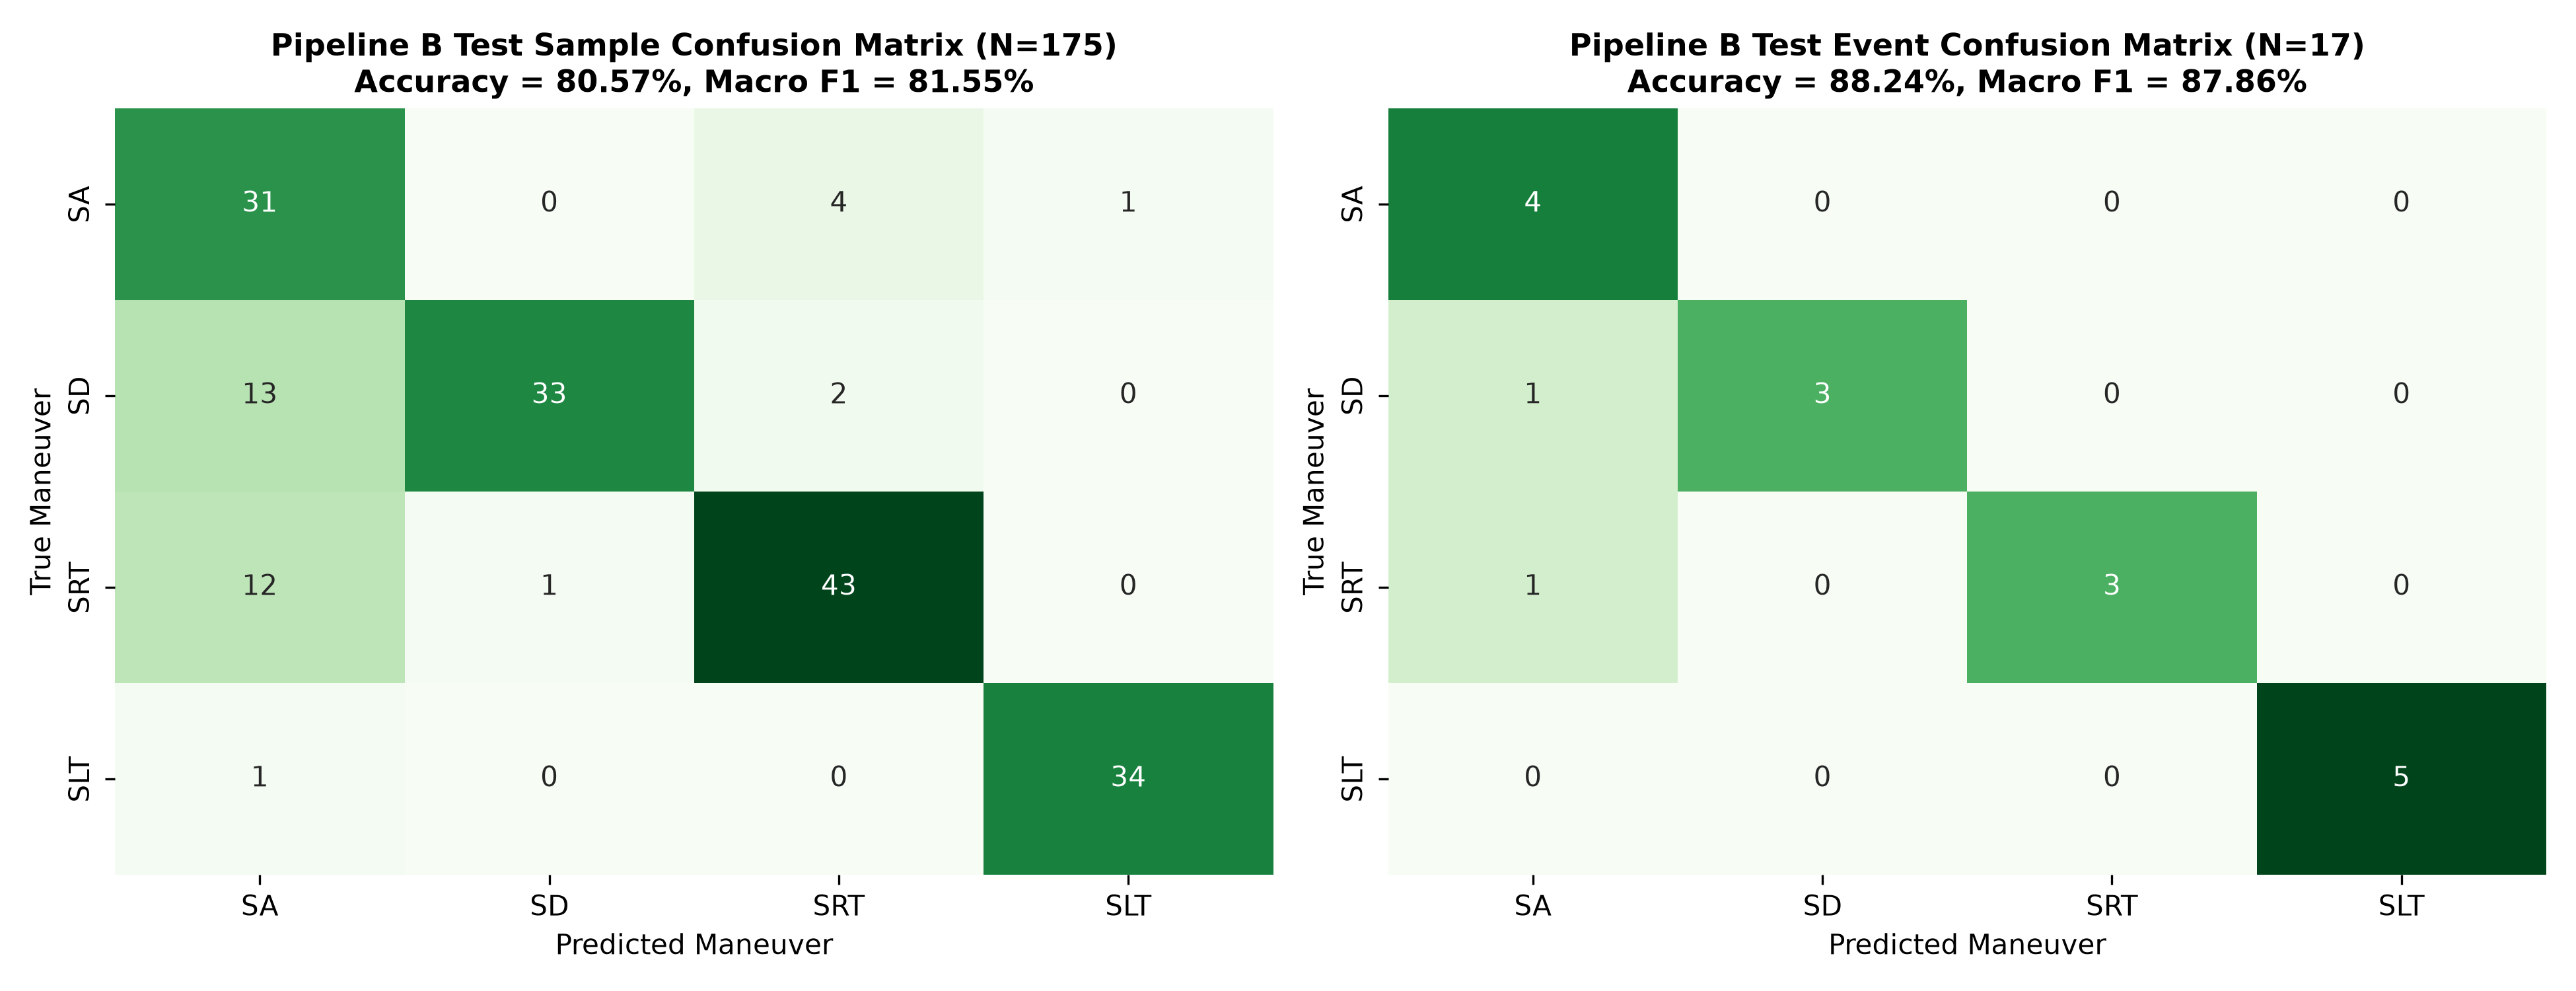 Pipeline B Test Sample Confusion Matrix (N=175)
Accuracy = 80.57%, Macro F1 = 81.55%
True Maneuver
SA 31 0 4 1
SD 13 33 2 0
SRT 12 1 43 0
SLT 1 0 0 34
SA SD SRT SLT
Predicted Maneuver
Pipeline B Test Event Confusion Matrix (N=17)
Accuracy = 88.24%, Macro F1 = 87.86%
True Maneuver
SA 4 0 0 0
SD 1 3 0 0
SRT 1 0 3 0
SLT 0 0 0 5
SA SD SRT SLT
Predicted Maneuver